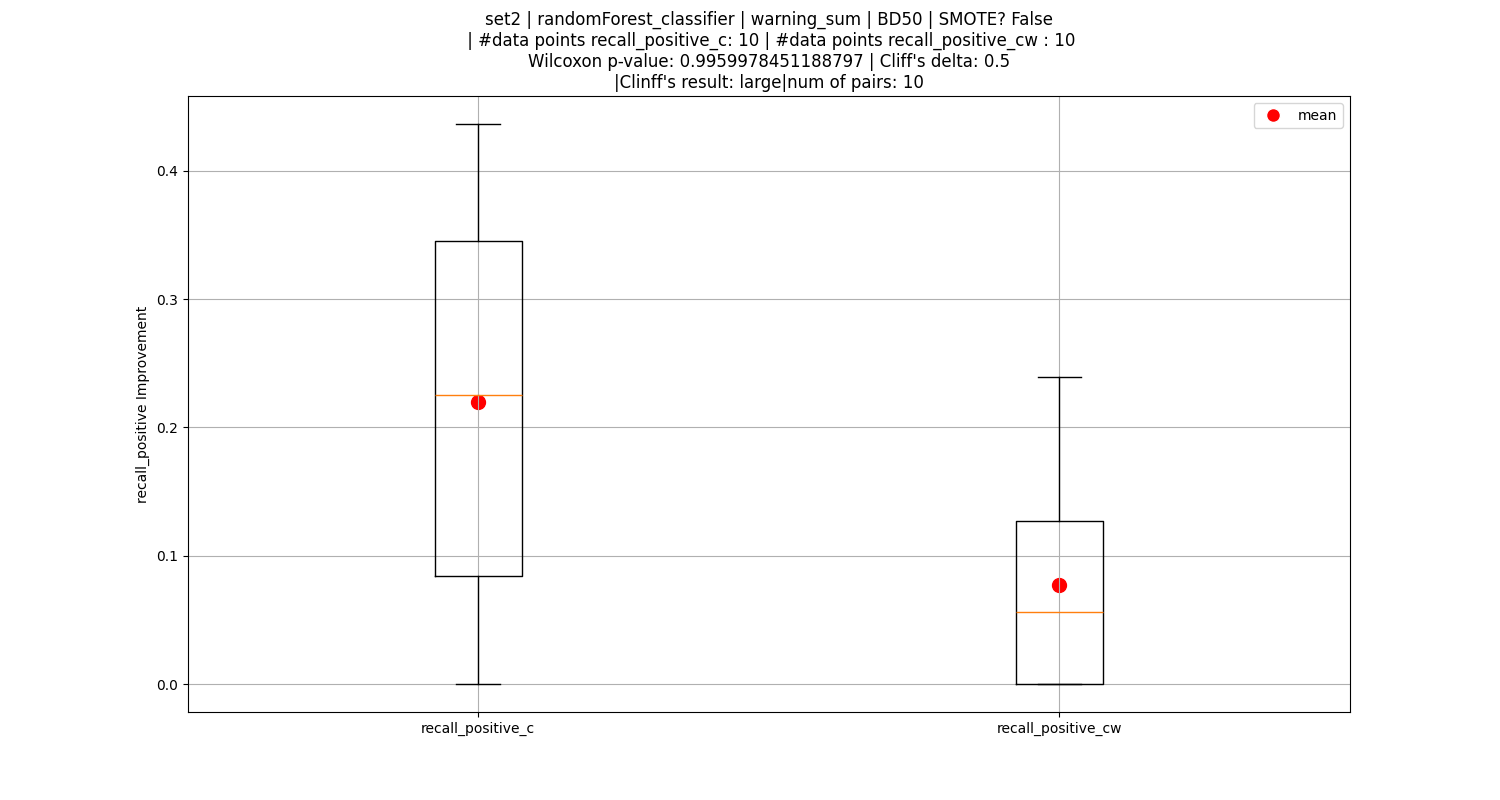 set2 | randomForest_classifier | warning_sum | BD50 | SMOTE? False
| #data points recall_positive_c: 10 | #data points recall_positive_cw : 10
Wilcoxon p-value: 0.9959978451188797 | Cliff's delta: 0.5
|Clinff's result: large|num of pairs: 10
mean
recall_positive Improvement
0.4
0.3
0.2
0.1
0.0
recall_positive_c
recall_positive_cw